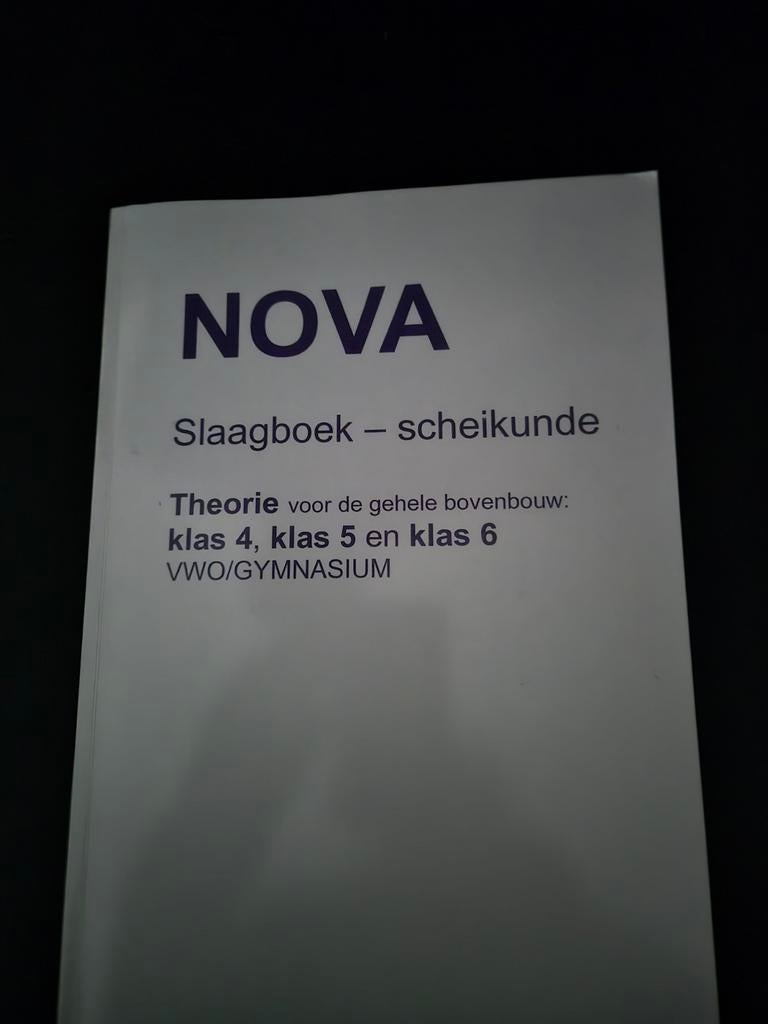 NOVA
Slaagboek – scheikunde
Theorie voor de gehele bovenbouw:
klas 4, klas 5 en klas 6
VWO/GYMNASIUM